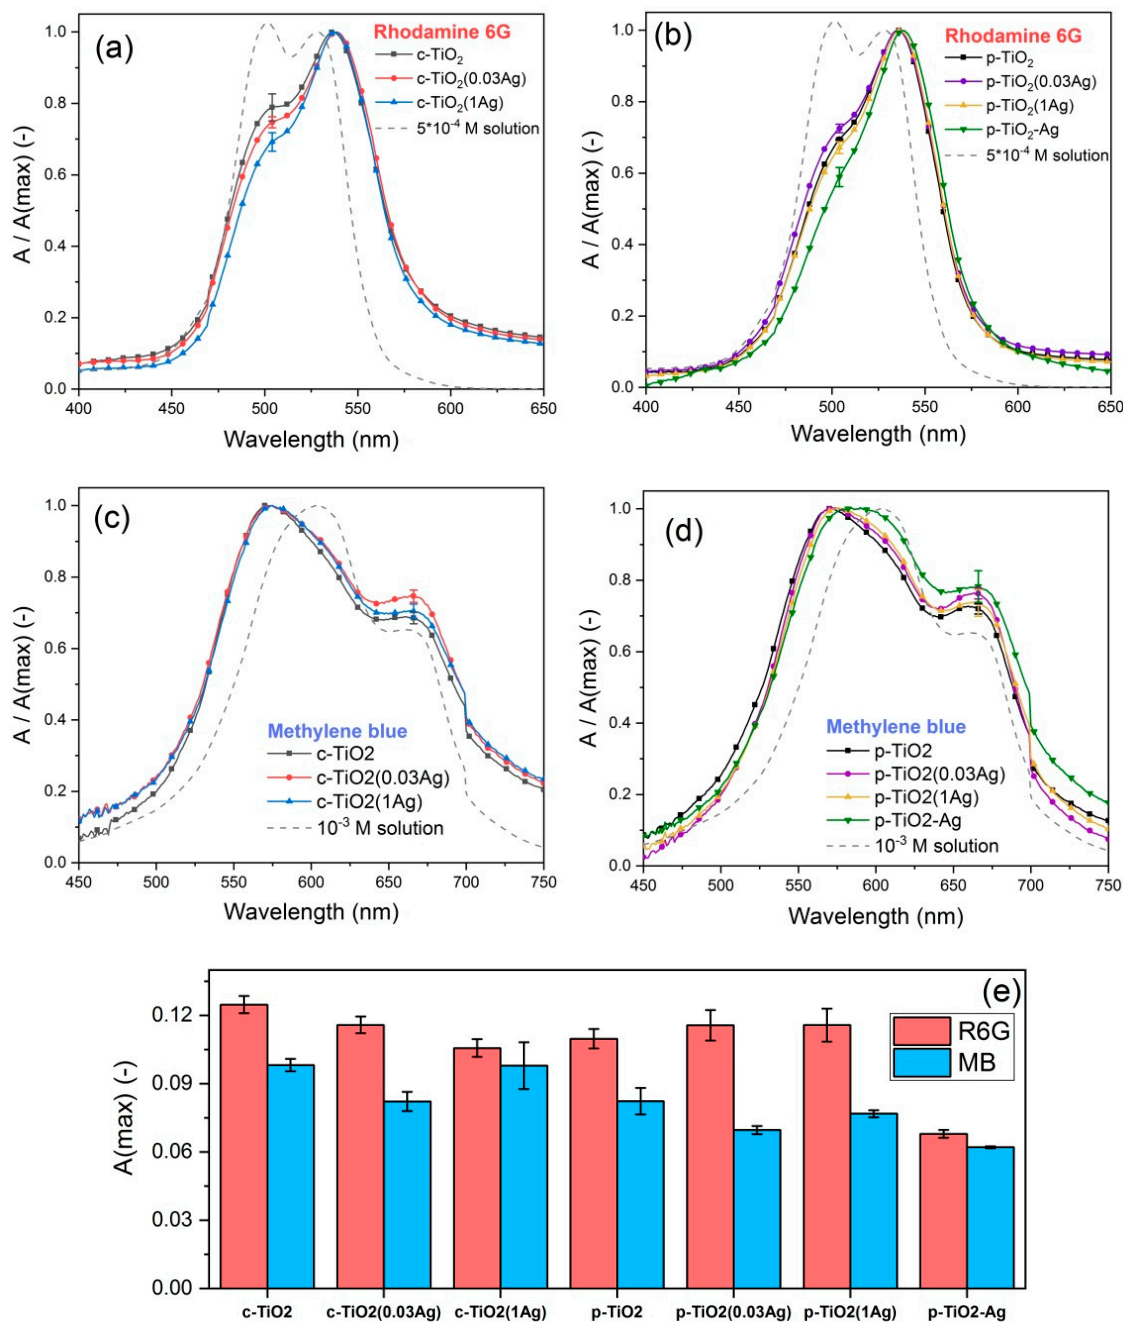 (a)
Rhodamine 6G
c-TiO₂
c-TiO₂(0.03Ag)
c-TiO₂(1Ag)
5*10⁻⁴ M solution
A / A(max) (-)
1.0
0.8
0.6
0.4
0.2
0.0
400 450 500 550 600 650
Wavelength (nm)
(b)
Rhodamine 6G
p-TiO₂
p-TiO₂(0.03Ag)
p-TiO₂(1Ag)
p-TiO₂-Ag
5*10⁻⁴ M solution
A / A(max) (-)
1.0
0.8
0.6
0.4
0.2
0.0
400 450 500 550 600 650
Wavelength (nm)
(c)
Methylene blue
c-TiO2
c-TiO2(0.03Ag)
c-TiO2(1Ag)
10⁻³ M solution
A / A(max) (-)
1.0
0.8
0.6
0.4
0.2
0.0
450 500 550 600 650 700 750
Wavelength (nm)
(d)
Methylene blue
p-TiO2
p-TiO2(0.03Ag)
p-TiO2(1Ag)
p-TiO2-Ag
10⁻³ M solution
A / A(max) (-)
1.0
0.8
0.6
0.4
0.2
0.0
450 500 550 600 650 700 750
Wavelength (nm)
(e)
R6G
MB
A(max) (-)
0.12
0.09
0.06
0.03
0.00
c-TiO2 c-TiO2(0.03Ag) c-TiO2(1Ag) p-TiO2 p-TiO2(0.03Ag) p-TiO2(1Ag) p-TiO2-Ag